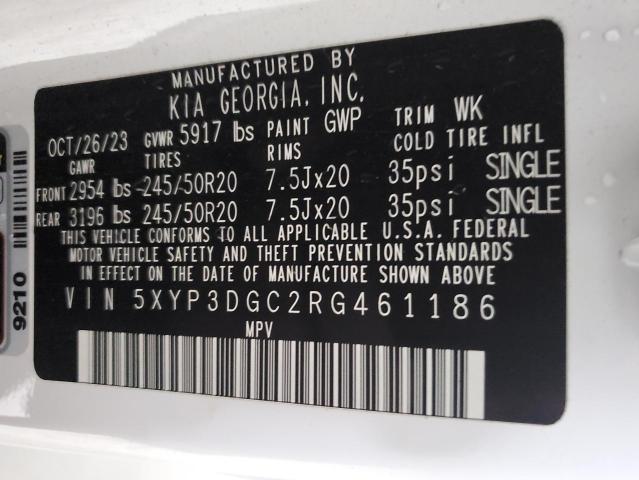 MANUFACTURED BY
KIA GEORGIA, INC.
OCT/26/23 GVWR 5917 lbs PAINT GWP TRIM WK
GAWR TIRES RIMS COLD TIRE INFL
FRONT 2954 lbs 245/50R20 7.5Jx20 35psi SINGLE
REAR 3196 lbs 245/50R20 7.5Jx20 35psi SINGLE
THIS VEHICLE CONFORMS TO ALL APPLICABLE U.S.A. FEDERAL
MOTOR VEHICLE SAFETY AND THEFT PREVENTION STANDARDS
IN EFFECT ON THE DATE OF MANUFACTURE SHOWN ABOVE.
VIN 5XYP3DGC2RG461186
MPV
9210